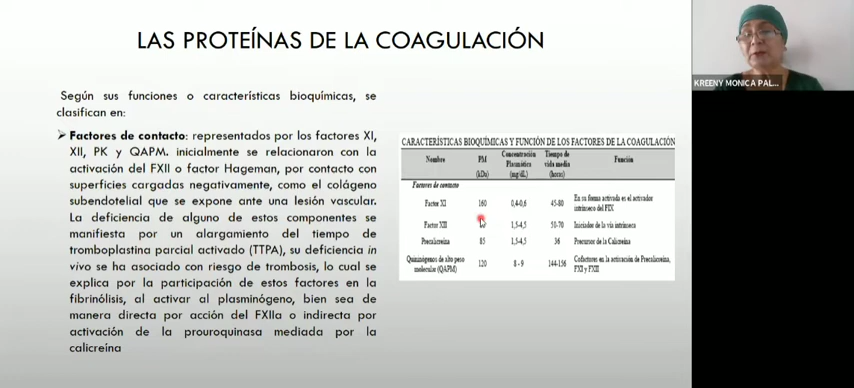 LAS PROTEÍNAS DE LA COAGULACIÓN
Según sus funciones o características bioquímicas, se
clasifican en:
➢ Factores de contacto: representados por los factores XI,
XII, PK y QAPM. inicialmente se relacionaron con la
activación del FXII o factor Hageman, por contacto con
superficies cargadas negativamente, como el colágeno
subendotelial que se expone ante una lesión vascular.
La deficiencia de alguno de estos componentes se
manifiesta por un alargamiento del tiempo de
tromboplastina parcial activado (TTPA), su deficiencia in
vivo se ha asociado con riesgo de trombosis, lo cual se
explica por la participación de estos factores en la
fibrinólisis, al activar al plasminógeno, bien sea de
manera directa por acción del FXIIa o indirecta por
activación de la prouroquinasa mediada por la
calicreína
CARACTERÍSTICAS BIOQUÍMICAS Y FUNCIÓN DE LOS FACTORES DE LA COAGULACIÓN
Nombre PM (kDa) Concentración Plasmática (mg/dL) Tiempo de vida media (horas) Función
Factores de contacto
Factor XI 160 0,4-0,6 45-80 En su forma activada es el activador
intrínseco del FIX
Factor XII 1,5-4,5 50-70 Iniciador de la vía intrínseca
Precalicreína 85 1,5-4,5 36 Precursora de la Calicreína
Quininógenos de alto peso
molecular (QAPM) 120 8 - 9 144-156 Cofactores en la activación de Precalicreína,
FXI y FXII
KREENY MONICA PAL...